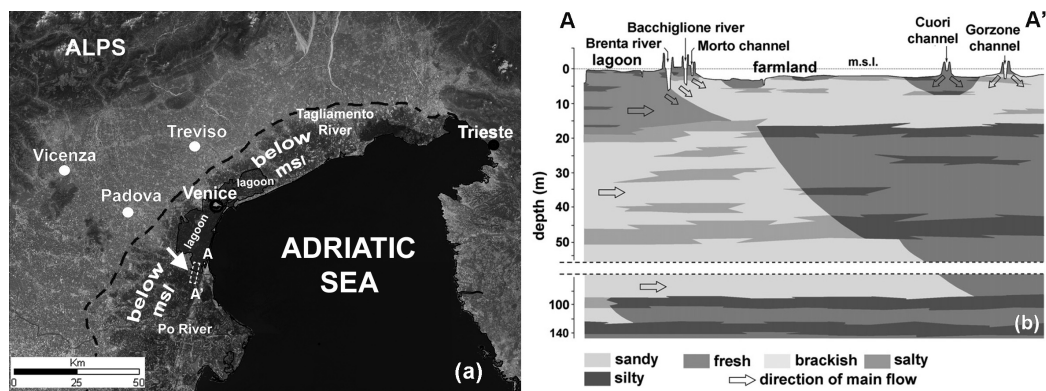 ALPS
Tagliamento
River
Trieste
Treviso
Vicenza
below
msl
lagoon
Venice
Padova
lagoon
A
ADRIATIC
SEA
below
msl
A'
Po River
Km
0 25 50
(a)
A A'
Bacchiglione river
Brenta river
Morto channel
Cuori
channel
Gorzone
channel
lagoon
farmland
m.s.l.
0
10
20
30
40
50
100
140
depth (m)
(b)
sandy fresh brackish salty
silty direction of main flow